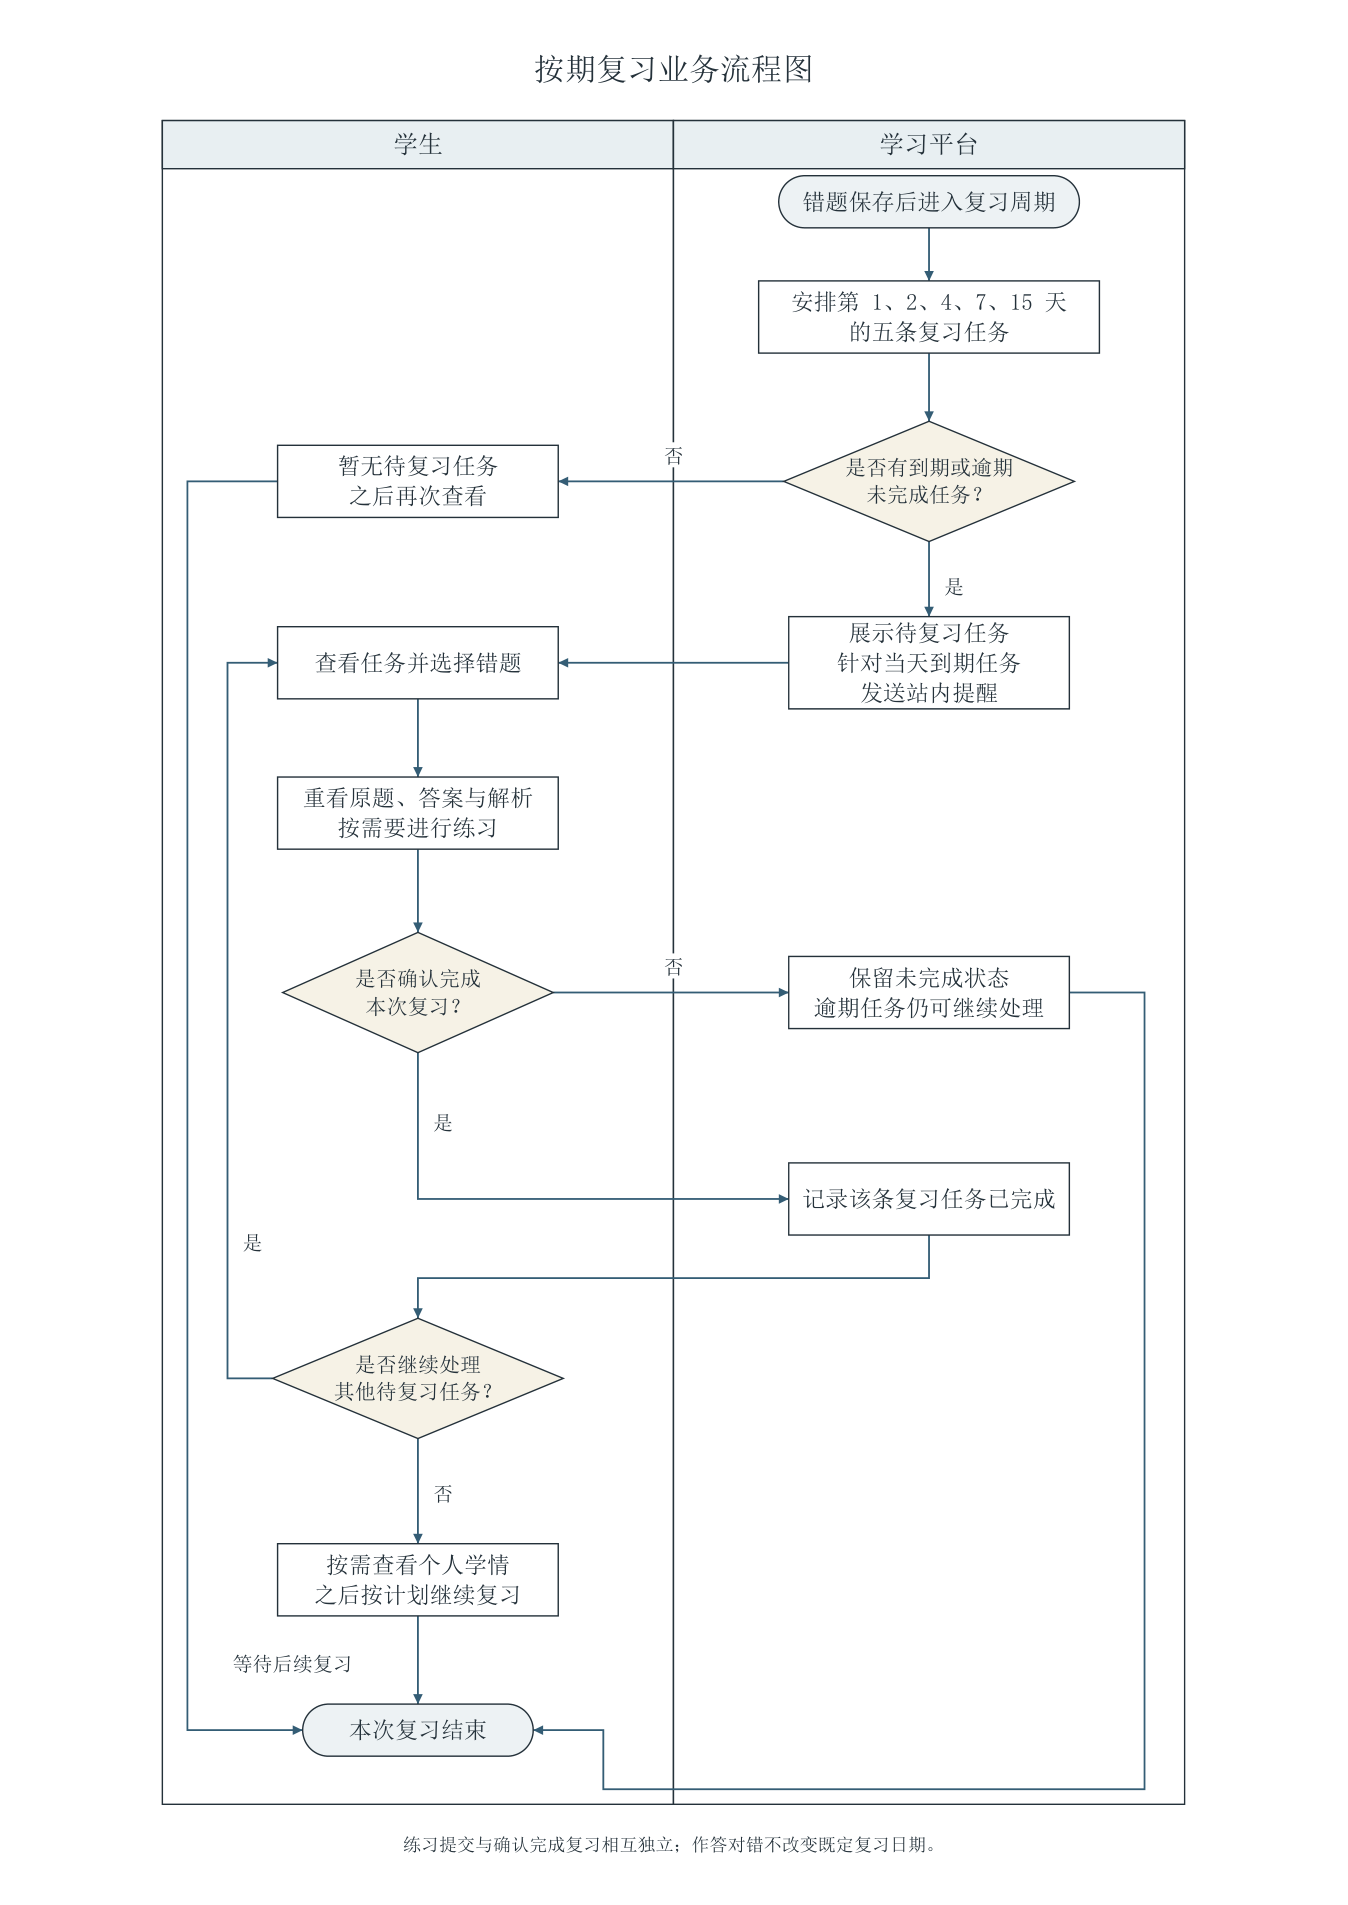 按期复习业务流程图
学生
学习平台
错题保存后进入复习周期
安排第 1、2、4、7、15 天
的五条复习任务
是否有到期或逾期
未完成任务？
否
暂无待复习任务
之后再次查看
是
展示待复习任务
针对当天到期任务
发送站内提醒
查看任务并选择错题
重看原题、答案与解析
按需要进行练习
是否确认完成
本次复习？
否
保留未完成状态
逾期任务仍可继续处理
是
记录该条复习任务已完成
是
是否继续处理
其他待复习任务？
否
按需查看个人学情
之后按计划继续复习
等待后续复习
本次复习结束
练习提交与确认完成复习相互独立；作答对错不改变既定复习日期。